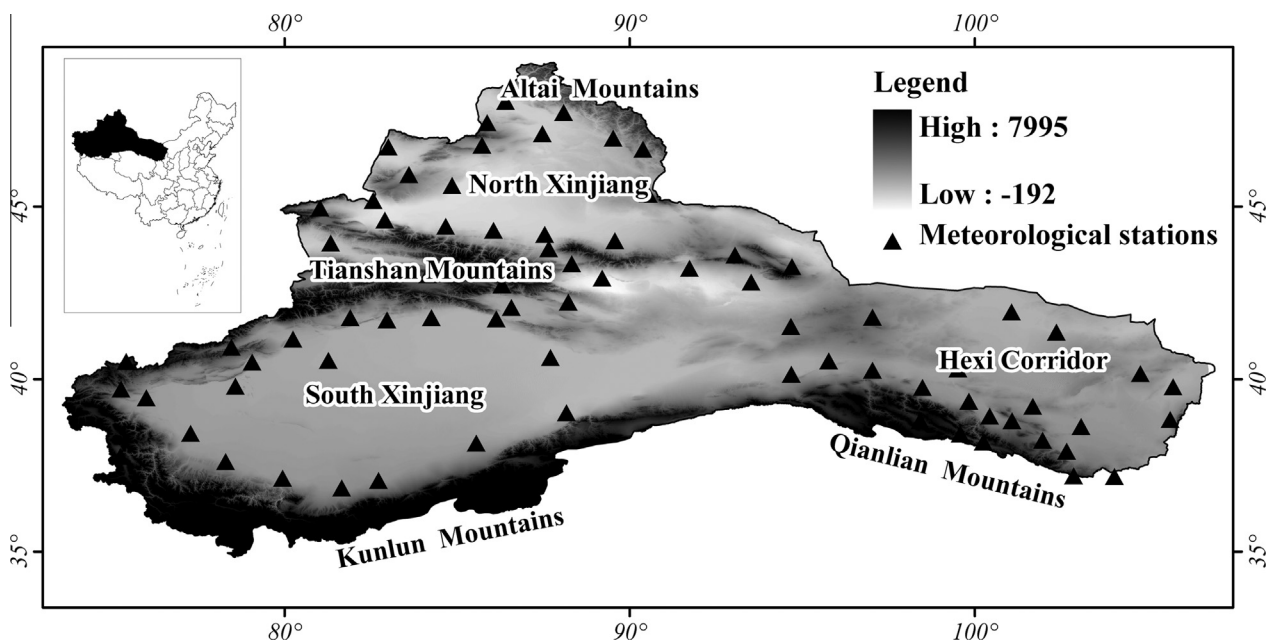 80° 90° 100°
Altai Mountains
Legend
High : 7995
Low : -192
Meteorological stations
North Xinjiang
45° 45°
Tianshan Mountains
Hexi Corridor
40° 40°
South Xinjiang
Qianlian Mountains
Kunlun Mountains
35° 35°
80° 90° 100°